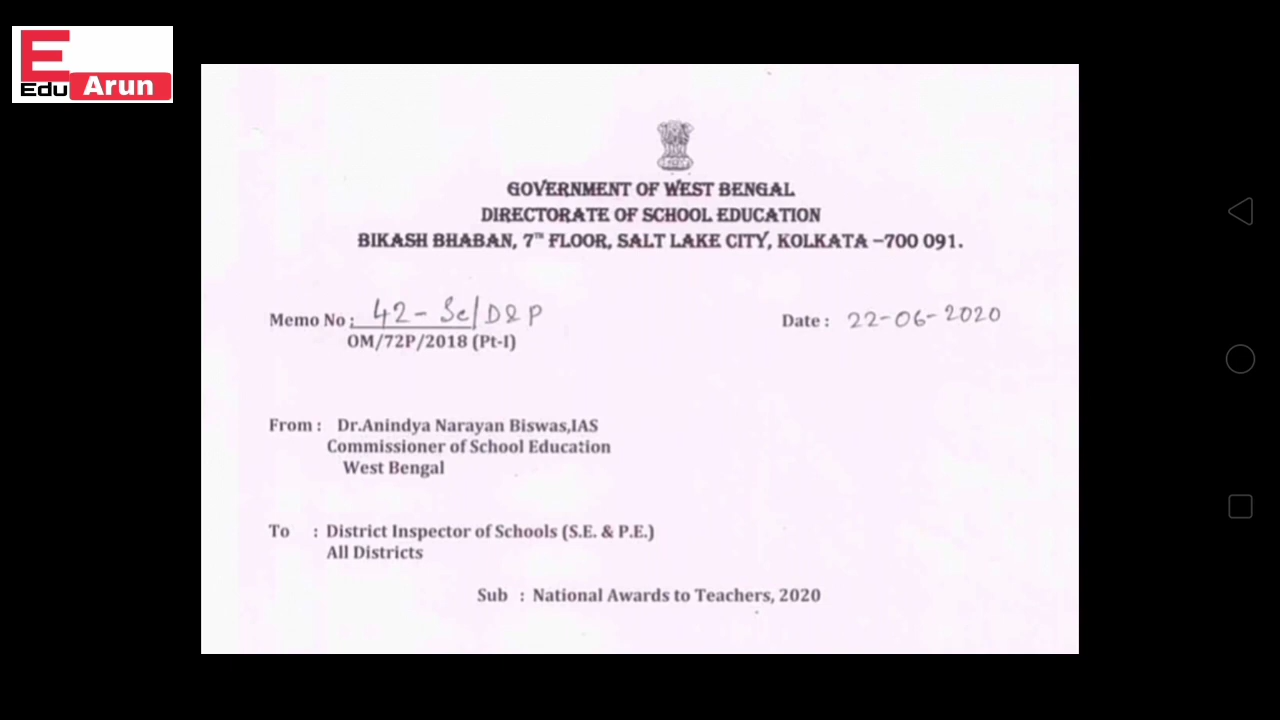 E
Edu Arun
GOVERNMENT OF WEST BENGAL
DIRECTORATE OF SCHOOL EDUCATION
BIKASH BHABAN, 7TH FLOOR, SALT LAKE CITY, KOLKATA –700 091.
Memo No : 42 - Sc/D&P Date : 22-06-2020
OM/72P/2018 (Pt-I)
From : Dr.Anindya Narayan Biswas,IAS
Commissioner of School Education
West Bengal
To : District Inspector of Schools (S.E. & P.E.)
All Districts
Sub : National Awards to Teachers, 2020